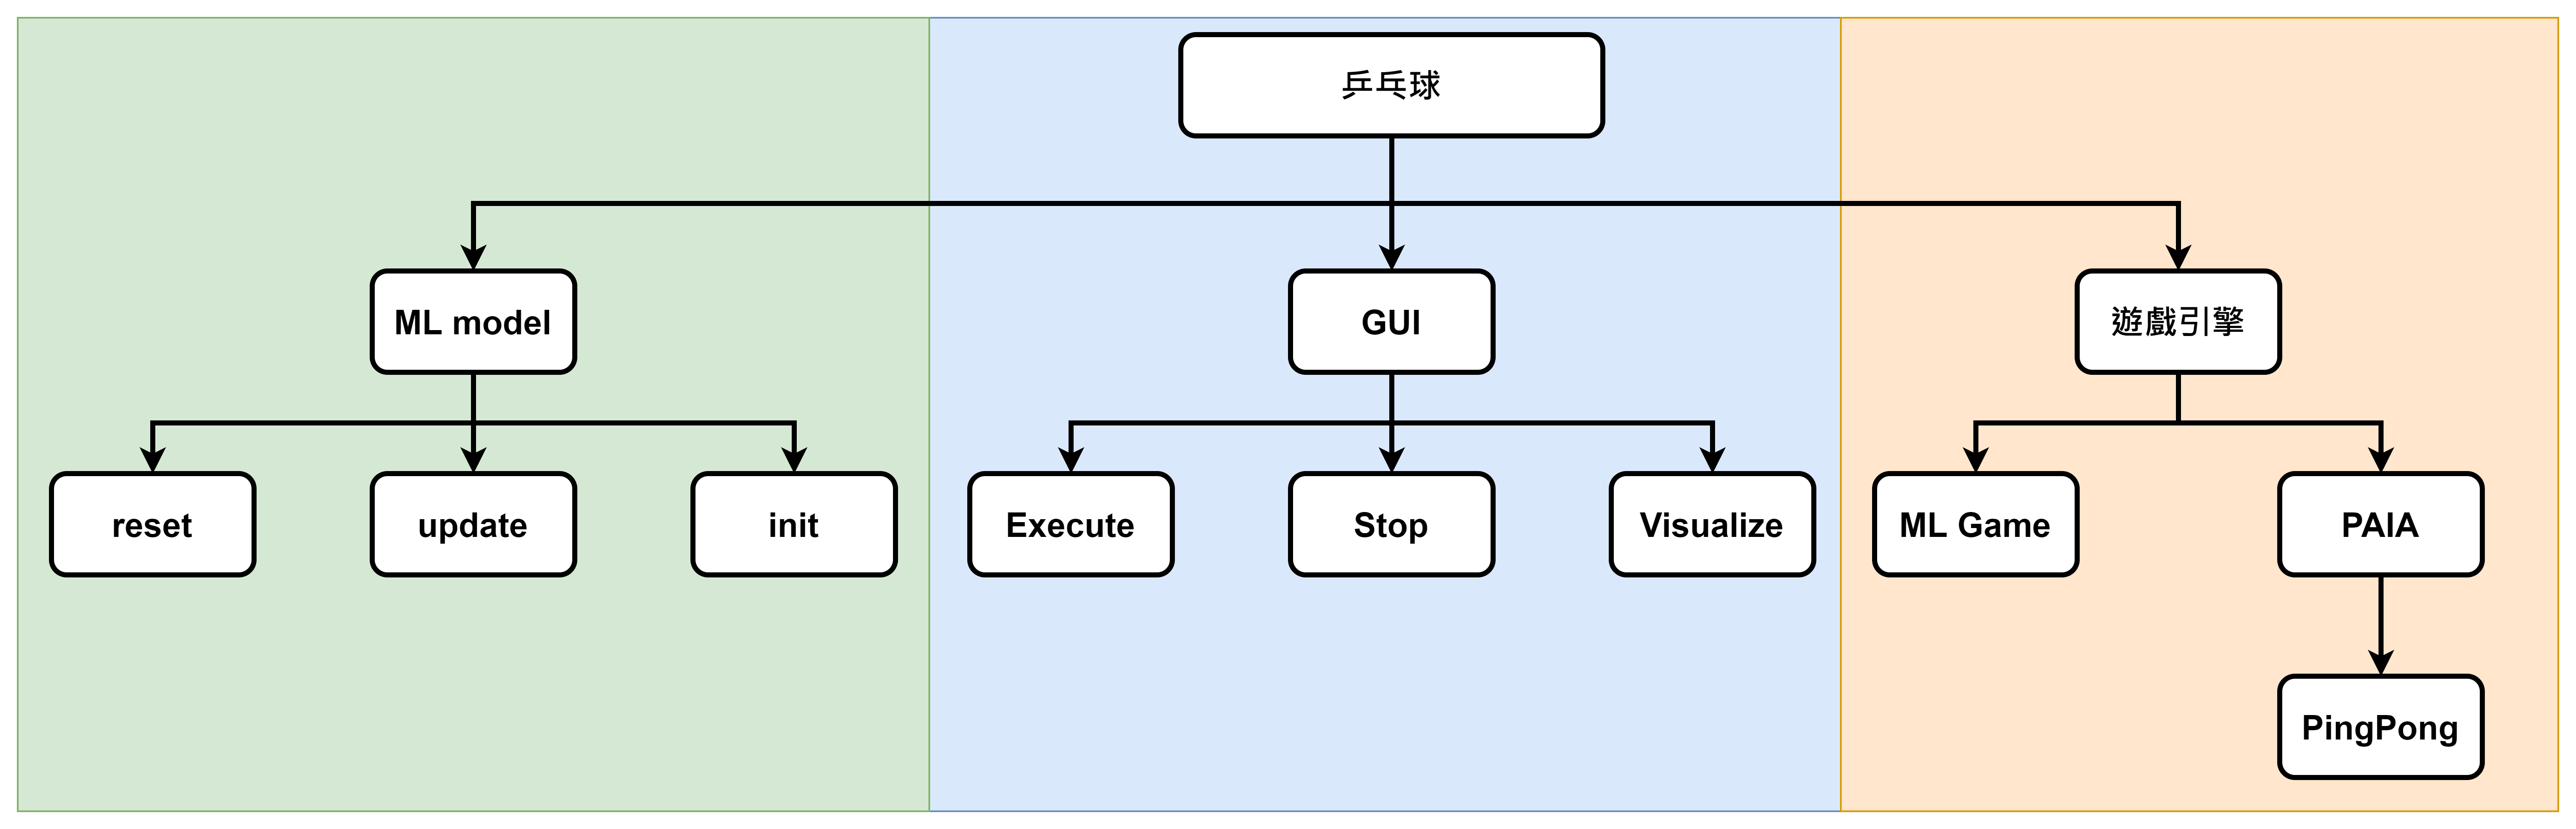 乒乓球
ML model
GUI
遊戲引擎
reset
update
init
Execute
Stop
Visualize
ML Game
PAIA
PingPong